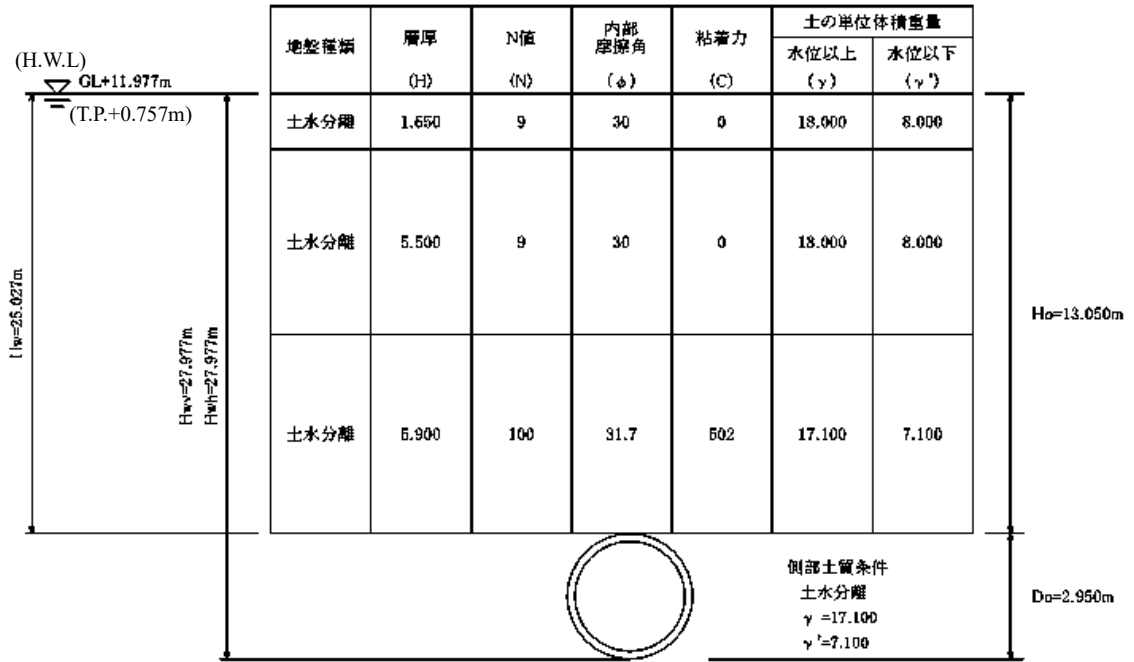 地盤種類 層厚 (H) N値 (N) 内部摩擦角 (φ) 粘着力 (C) 土の単位体積重量
水位以上 (γ) 水位以下 (γ')
(H.W.L)
GL+11.977m
(T.P.+0.757m)
土水分離 1.650 9 30 0 18.000 8.000
土水分離 5.500 9 30 0 18.000 8.000
土水分離 5.900 100 31.7 502 17.100 7.100
Hw=25.027m
Hwv=27.977m
Hwh=27.977m
Ho=13.050m
側部土質条件
土水分離
γ =17.100
γ'=7.100
Do=2.950m